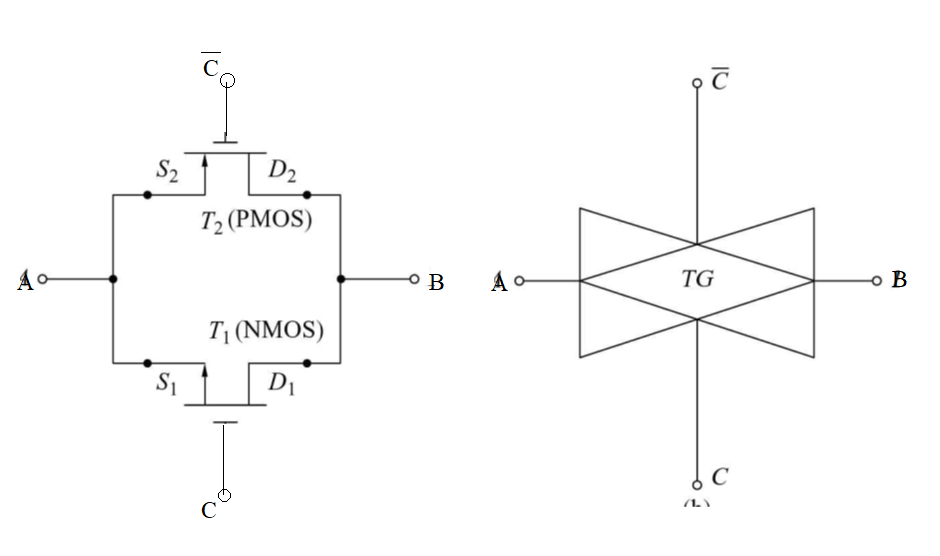 C̅
C̅
S₂
D₂
T₂ (PMOS)
A
B
A
TG
B
T₁ (NMOS)
S₁
D₁
C
C